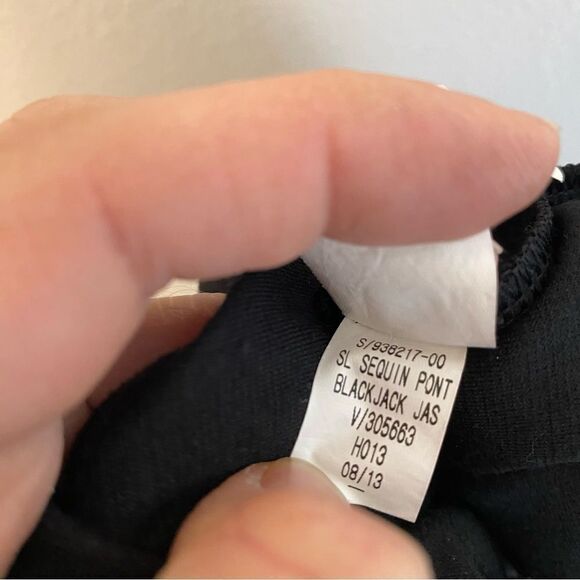 S/938217-00
SL SEQUIN PONT
BLACKJACK JAS
V/305663
H013
08/13